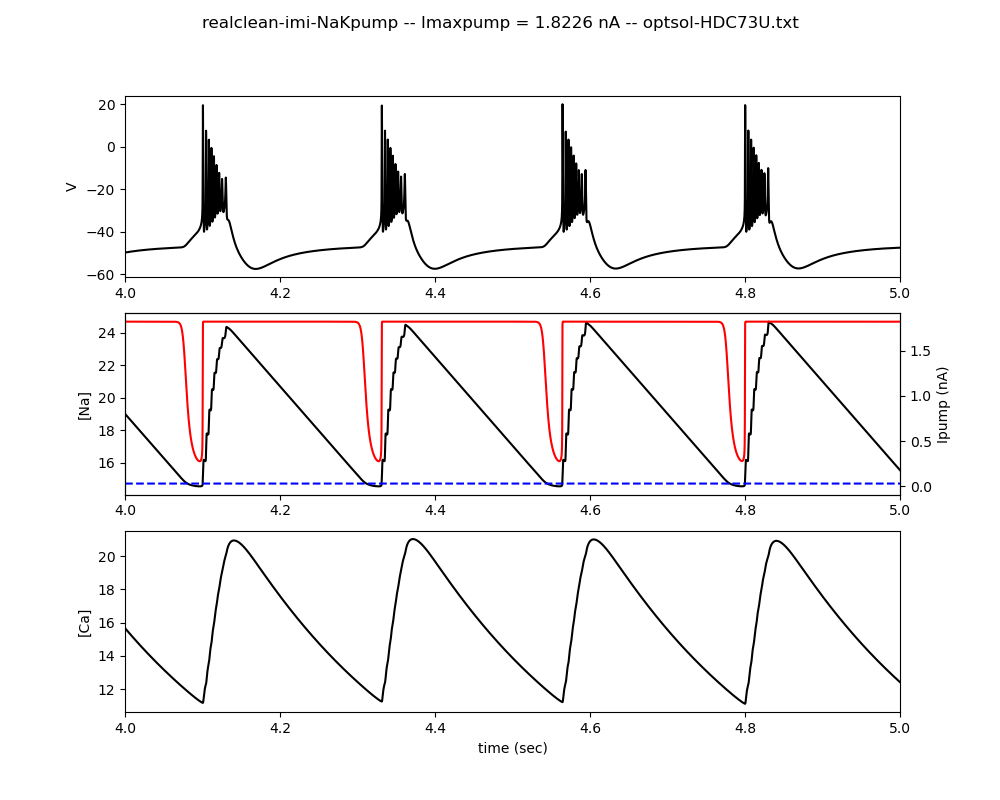 realclean-imi-NaKpump -- Imaxpump = 1.8226 nA -- optsol-HDC73U.txt
20
0
−20
−40
−60
V
4.0 4.2 4.4 4.6 4.8 5.0
24
22
20
18
16
[Na]
1.5
1.0
0.5
0.0
Ipump (nA)
4.0 4.2 4.4 4.6 4.8 5.0
20
18
16
14
12
[Ca]
4.0 4.2 4.4 4.6 4.8 5.0
time (sec)